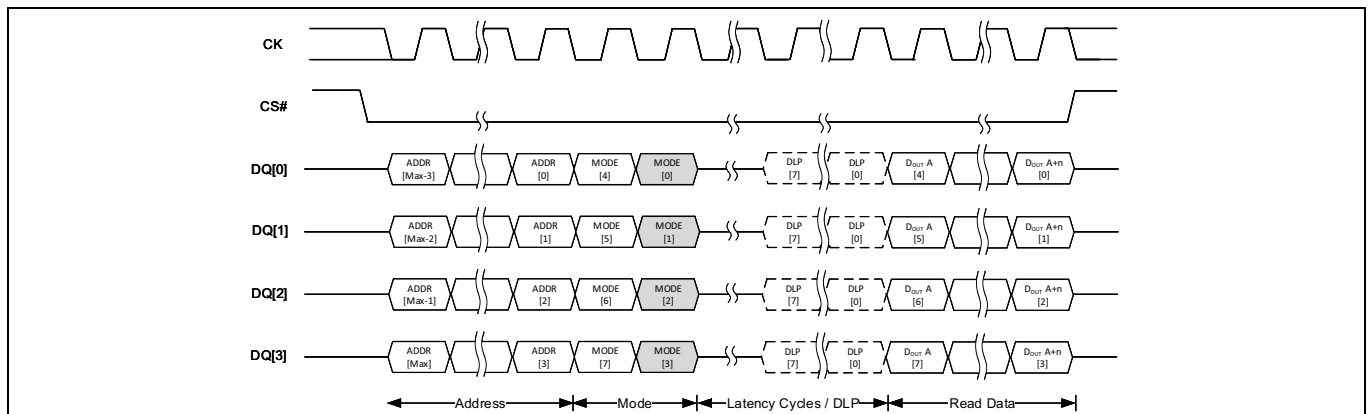 CK
CS#
DQ[0] ADDR [Max-3] ADDR [0] MODE [4] MODE [0] DLP [7] DLP [0] DOUT A [4] DOUT A+n [0]
DQ[1] ADDR [Max-2] ADDR [1] MODE [5] MODE [1] DLP [7] DLP [0] DOUT A [5] DOUT A+n [1]
DQ[2] ADDR [Max-1] ADDR [2] MODE [6] MODE [2] DLP [7] DLP [0] DOUT A [6] DOUT A+n [2]
DQ[3] ADDR [Max] ADDR [3] MODE [7] MODE [3] DLP [7] DLP [0] DOUT A [7] DOUT A+n [3]
Address Mode Latency Cycles / DLP Read Data